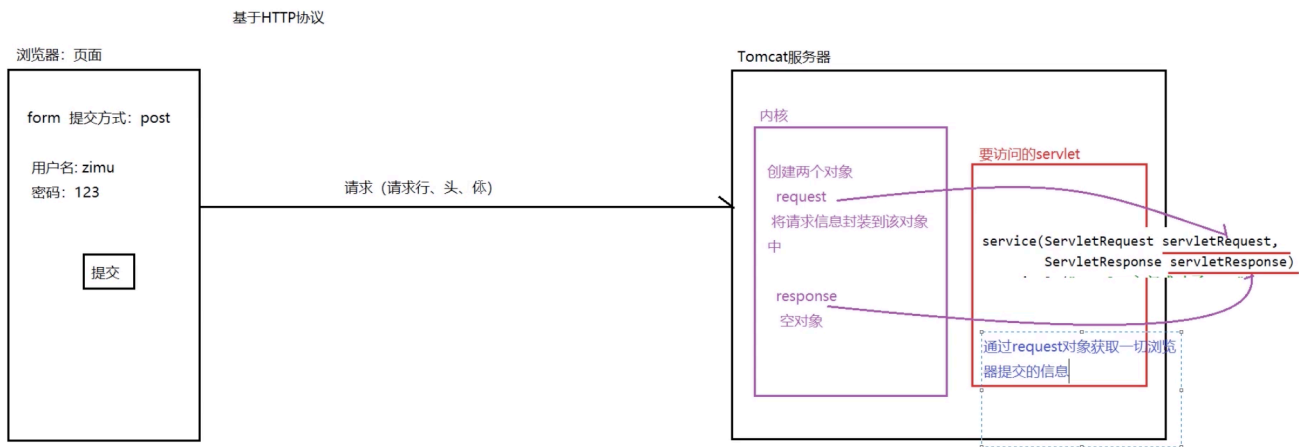 基于HTTP协议
浏览器：页面
form 提交方式：post
用户名: zimu
密码：123
提交
请求（请求行、头、体）
Tomcat服务器
内核
创建两个对象
request
将请求信息封装到该对象
中
response
空对象
要访问的servlet
service(ServletRequest servletRequest,
ServletResponse servletResponse)
通过request对象获取一切浏览
器提交的信息